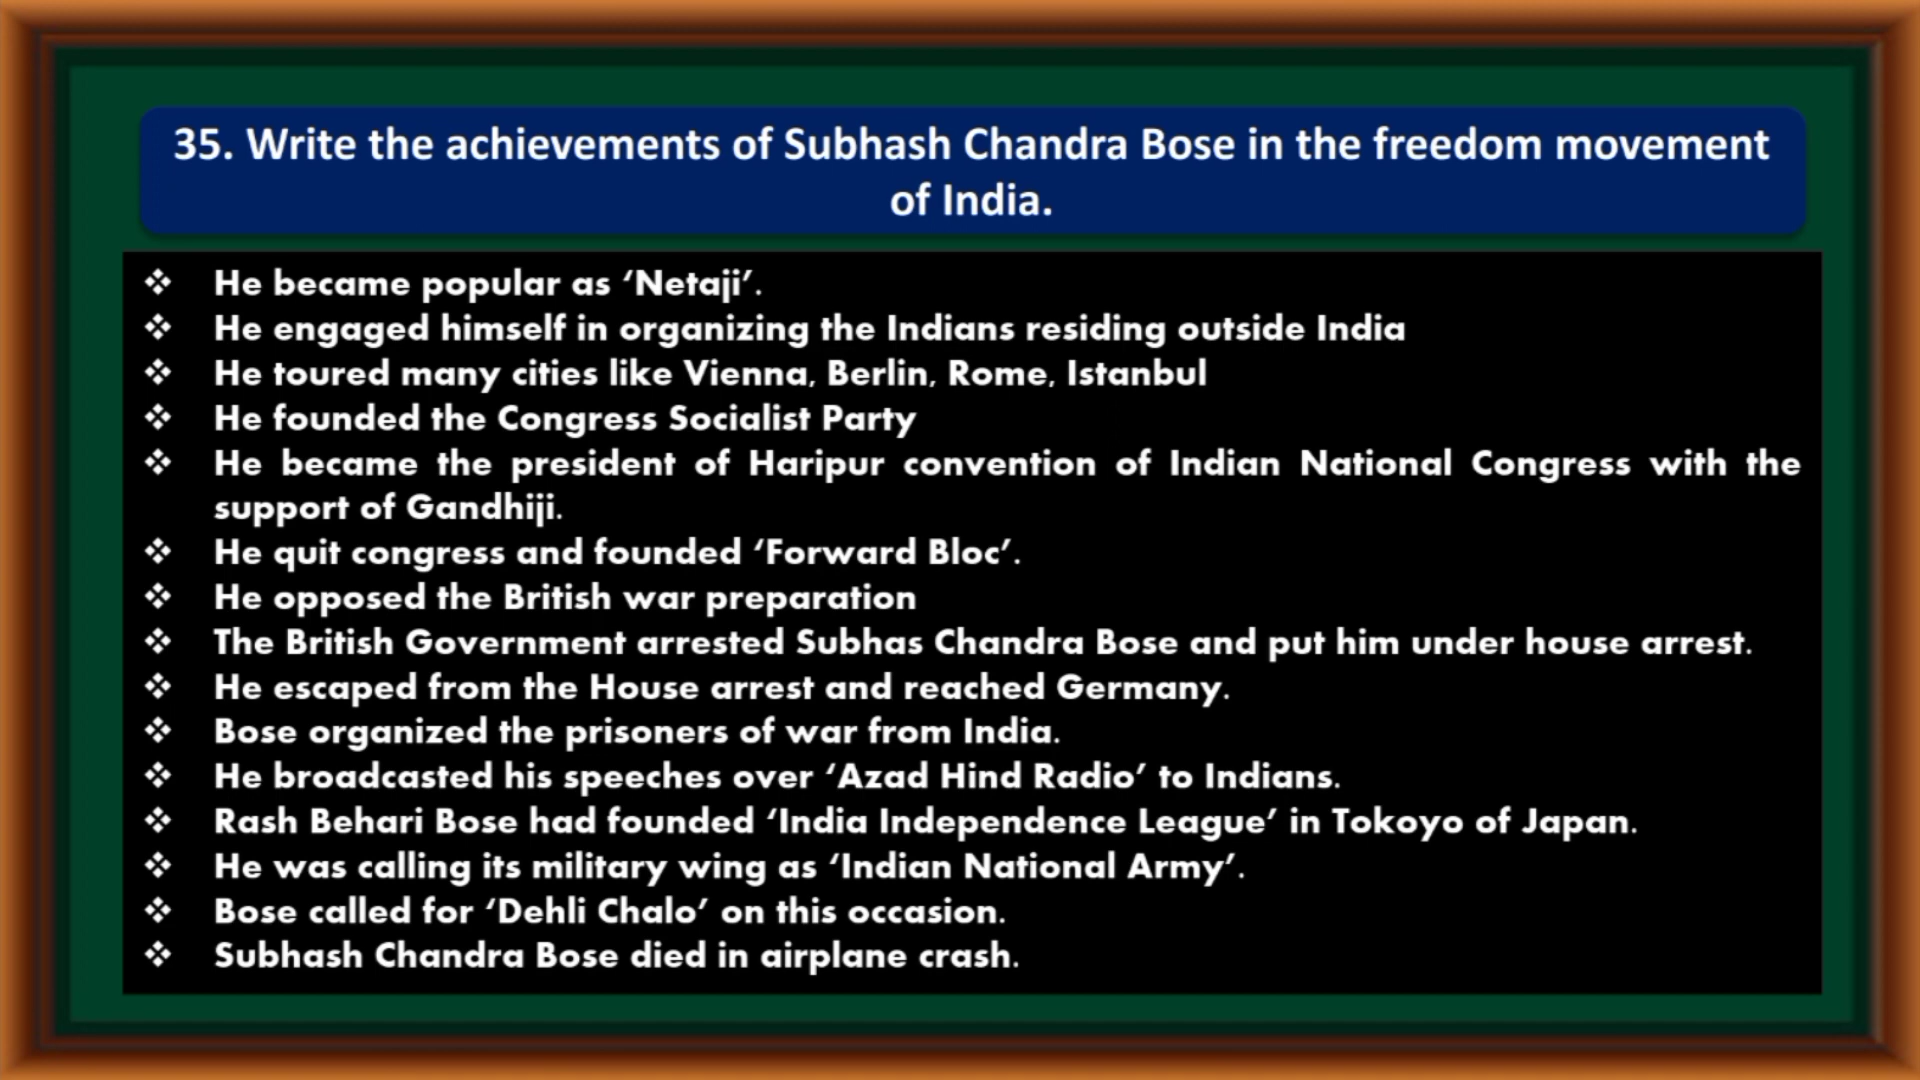 35. Write the achievements of Subhash Chandra Bose in the freedom movement
of India.
❖ He became popular as ‘Netaji’.
❖ He engaged himself in organizing the Indians residing outside India
❖ He toured many cities like Vienna, Berlin, Rome, Istanbul
❖ He founded the Congress Socialist Party
❖ He became the president of Haripur convention of Indian National Congress with the
support of Gandhiji.
❖ He quit congress and founded ‘Forward Bloc’.
❖ He opposed the British war preparation
❖ The British Government arrested Subhas Chandra Bose and put him under house arrest.
❖ He escaped from the House arrest and reached Germany.
❖ Bose organized the prisoners of war from India.
❖ He broadcasted his speeches over ‘Azad Hind Radio’ to Indians.
❖ Rash Behari Bose had founded ‘India Independence League’ in Tokoyo of Japan.
❖ He was calling its military wing as ‘Indian National Army’.
❖ Bose called for ‘Dehli Chalo’ on this occasion.
❖ Subhash Chandra Bose died in airplane crash.